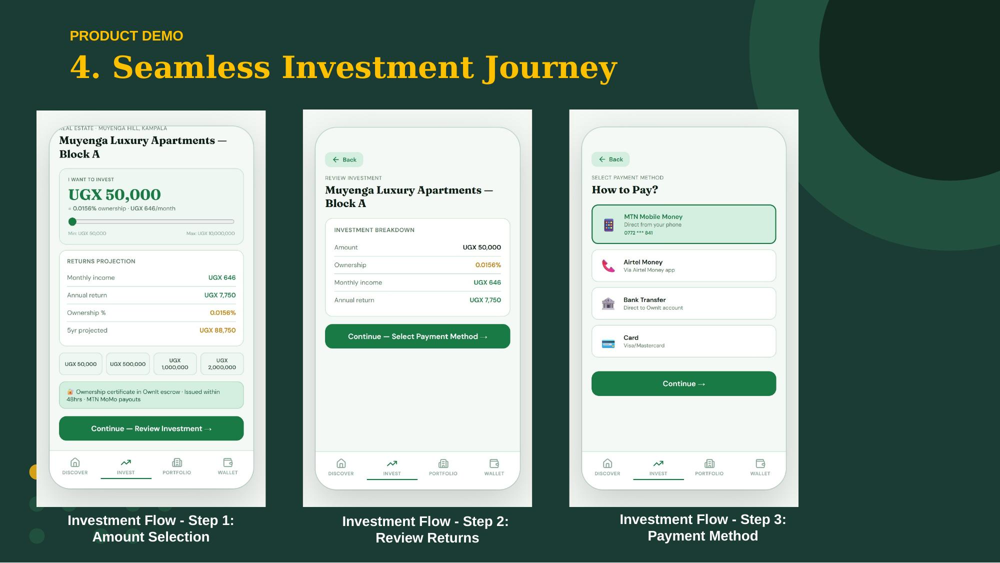 PRODUCT DEMO
4. Seamless Investment Journey
REAL ESTATE · MUYENGA HILL, KAMPALA
Muyenga Luxury Apartments —
Block A
I WANT TO INVEST
UGX 50,000
= 0.0156% ownership · UGX 646/month
Min: UGX 50,000 Max: UGX 10,000,000
RETURNS PROJECTION
Monthly income UGX 646
Annual return UGX 7,750
Ownership % 0.0156%
5yr projected UGX 88,750
UGX 50,000
UGX 500,000
UGX
1,000,000
UGX
2,000,000
Ownership certificate in OwnIt escrow · Issued within
48hrs · MTN MoMo payouts
Continue — Review Investment →
DISCOVER INVEST PORTFOLIO WALLET
Investment Flow - Step 1:
Amount Selection
← Back
REVIEW INVESTMENT
Muyenga Luxury Apartments —
Block A
INVESTMENT BREAKDOWN
Amount UGX 50,000
Ownership 0.0156%
Monthly income UGX 646
Annual return UGX 7,750
Continue — Select Payment Method →
DISCOVER INVEST PORTFOLIO WALLET
Investment Flow - Step 2:
Review Returns
← Back
SELECT PAYMENT METHOD
How to Pay?
MTN Mobile Money
Direct from your phone
0772 *** 841
Airtel Money
Via Airtel Money app
Bank Transfer
Direct to OwnIt account
Card
Visa/Mastercard
Continue →
DISCOVER INVEST PORTFOLIO WALLET
Investment Flow - Step 3:
Payment Method